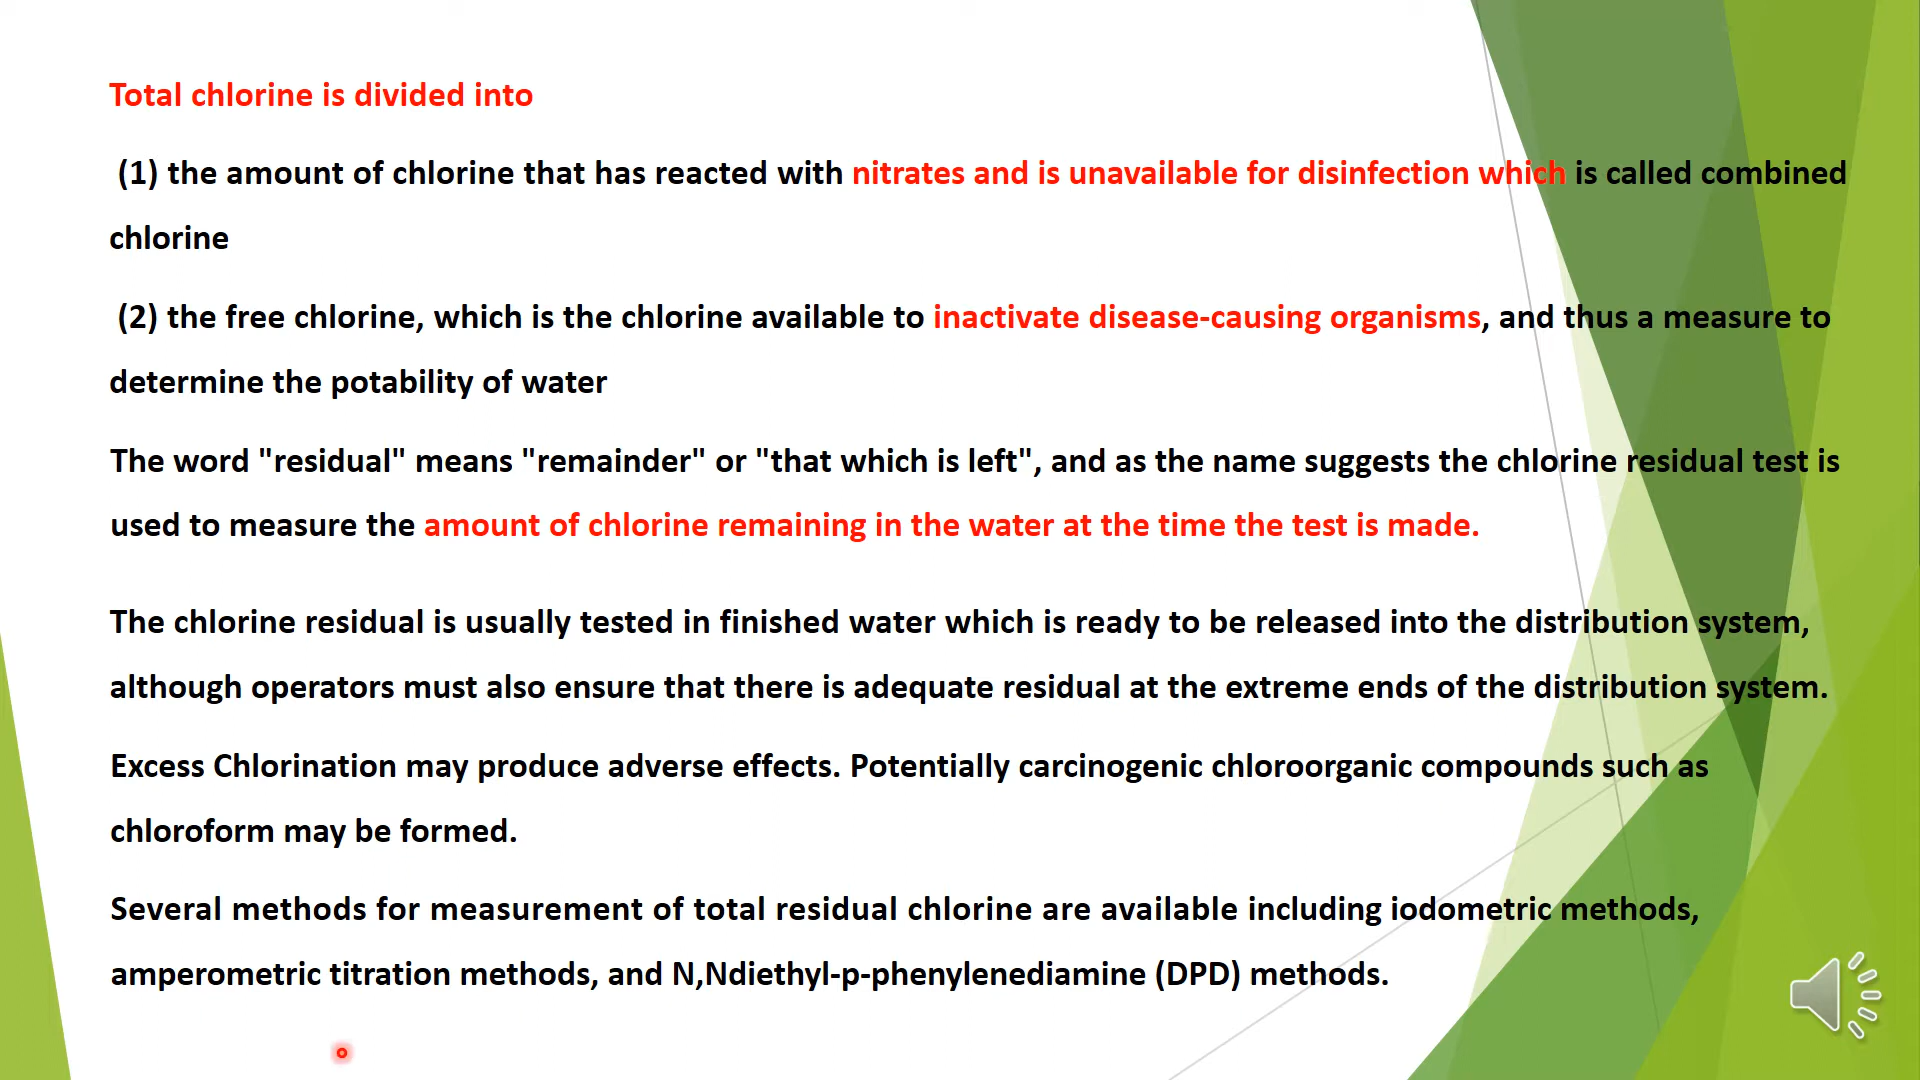 Total chlorine is divided into
(1) the amount of chlorine that has reacted with nitrates and is unavailable for disinfection which is called combined
chlorine
(2) the free chlorine, which is the chlorine available to inactivate disease-causing organisms, and thus a measure to
determine the potability of water
The word "residual" means "remainder" or "that which is left", and as the name suggests the chlorine residual test is
used to measure the amount of chlorine remaining in the water at the time the test is made.
The chlorine residual is usually tested in finished water which is ready to be released into the distribution system,
although operators must also ensure that there is adequate residual at the extreme ends of the distribution system.
Excess Chlorination may produce adverse effects. Potentially carcinogenic chloroorganic compounds such as
chloroform may be formed.
Several methods for measurement of total residual chlorine are available including iodometric methods,
amperometric titration methods, and N,Ndiethyl-p-phenylenediamine (DPD) methods.